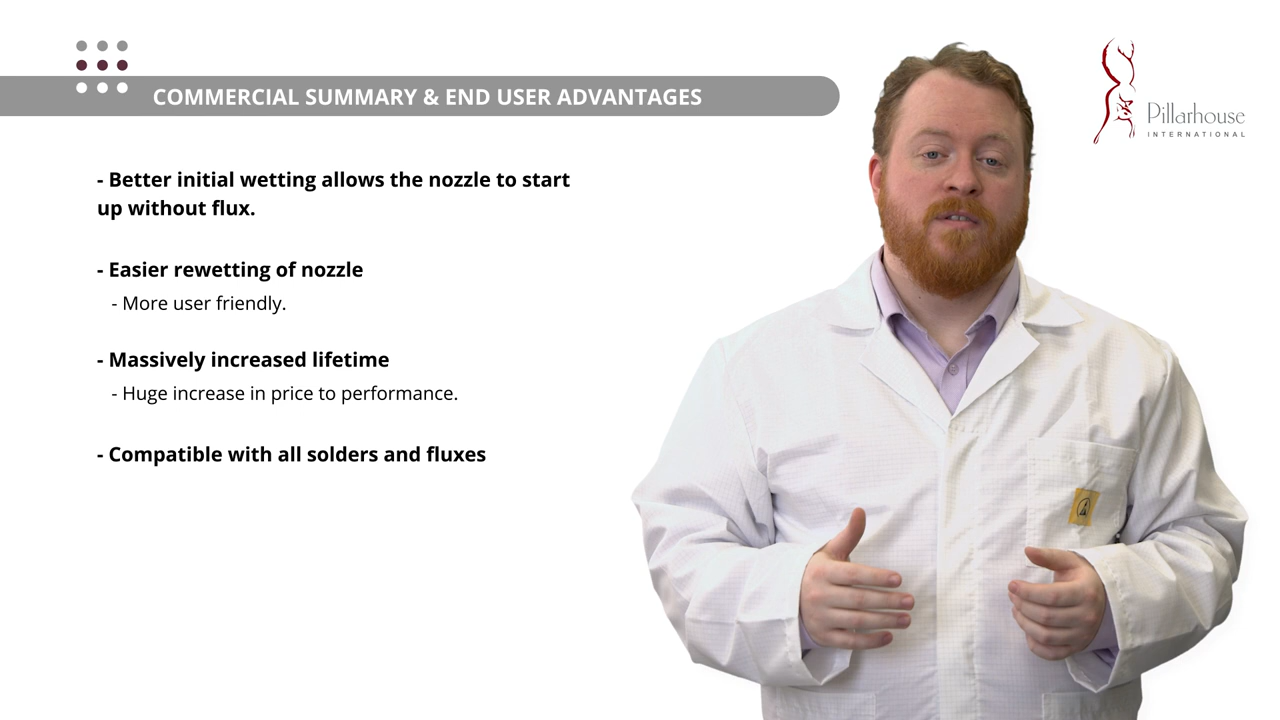 COMMERCIAL SUMMARY & END USER ADVANTAGES
Pillarhouse
INTERNATIONAL
- Better initial wetting allows the nozzle to start
up without flux.
- Easier rewetting of nozzle
- More user friendly.
- Massively increased lifetime
- Huge increase in price to performance.
- Compatible with all solders and fluxes